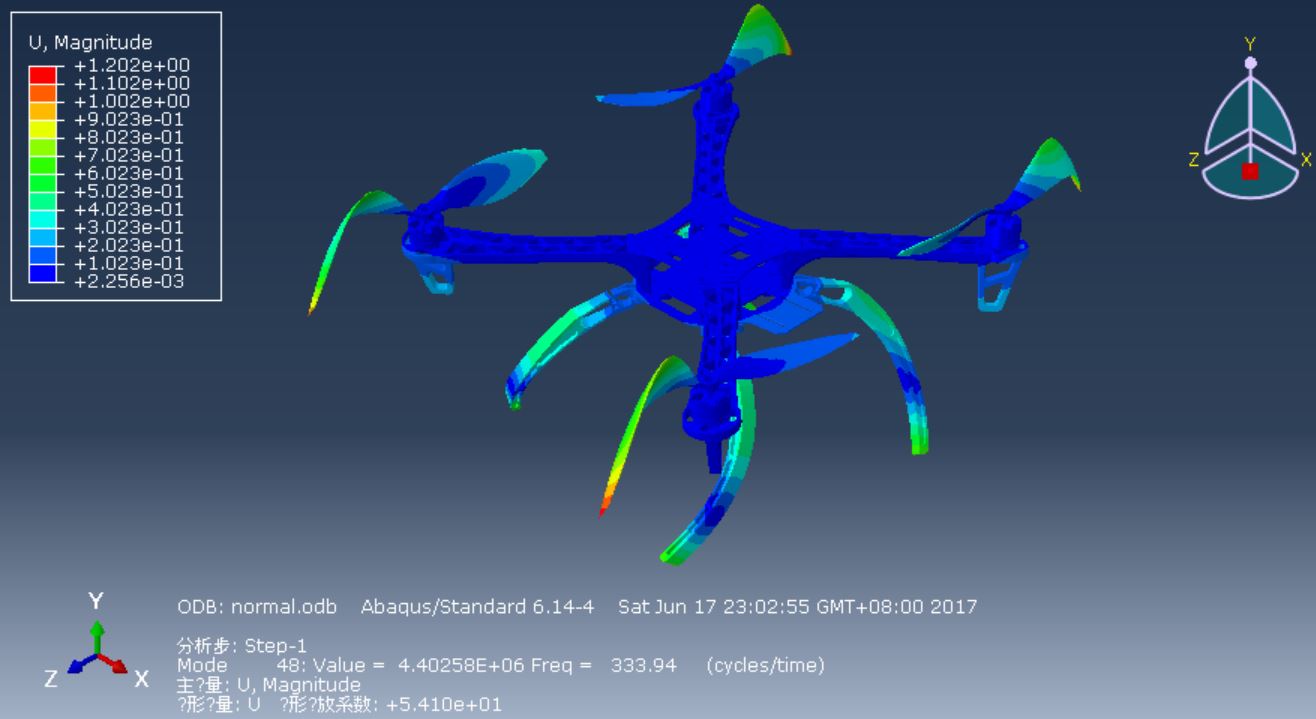 U, Magnitude
+1.202e+00
+1.102e+00
+1.002e+00
+9.023e-01
+8.023e-01
+7.023e-01
+6.023e-01
+5.023e-01
+4.023e-01
+3.023e-01
+2.023e-01
+1.023e-01
+2.256e-03
Y
Z X
Y
Z X
ODB: normal.odb Abaqus/Standard 6.14-4 Sat Jun 17 23:02:55 GMT+08:00 2017
分析步: Step-1
Mode 48: Value = 4.40258E+06 Freq = 333.94 (cycles/time)
主?量: U, Magnitude
?形?量: U ?形?放系数: +5.410e+01